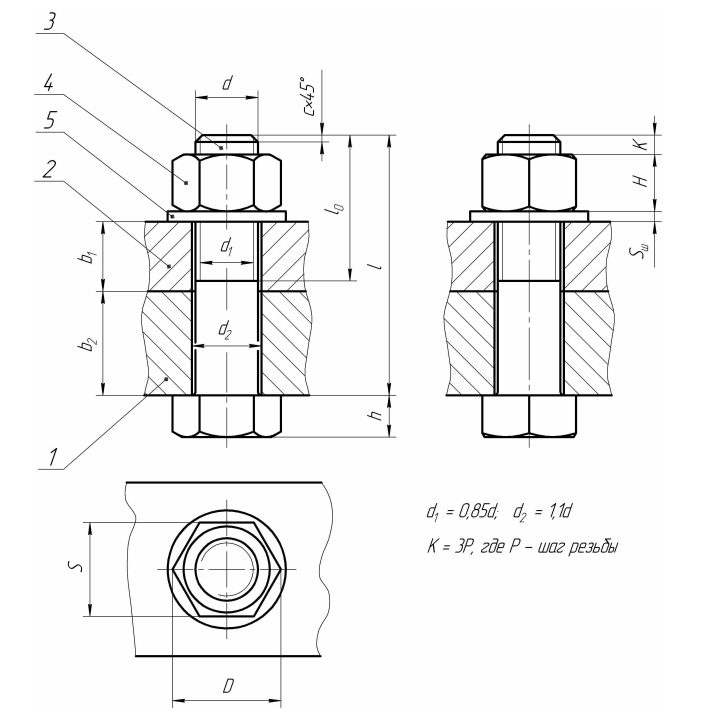 3
4
5
2
1
d
c×45°
l₀
l
b₁
d₁
b₂
d₂
h
K
H
Sш
S
D
d₁ = 0,85d; d₂ = 1,1d
K = 3P, где P – шаг резьбы